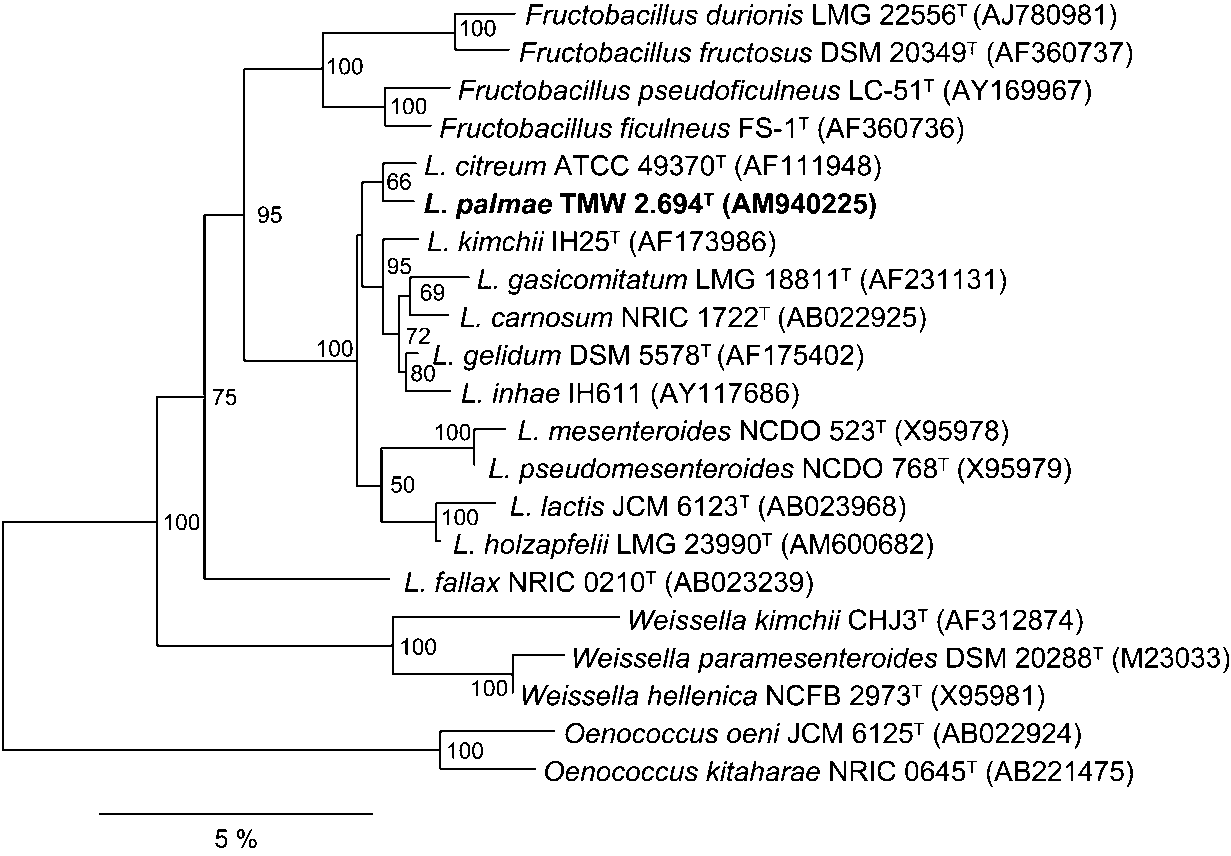 Fructobacillus durionis LMG 22556ᵀ (AJ780981)
100
Fructobacillus fructosus DSM 20349ᵀ (AF360737)
100
Fructobacillus pseudoficulneus LC-51ᵀ (AY169967)
100
Fructobacillus ficulneus FS-1ᵀ (AF360736)
L. citreum ATCC 49370ᵀ (AF111948)
66
L. palmae TMW 2.694ᵀ (AM940225)
95
L. kimchii IH25ᵀ (AF173986)
95
L. gasicomitatum LMG 18811ᵀ (AF231131)
69
L. carnosum NRIC 1722ᵀ (AB022925)
72
100
L. gelidum DSM 5578ᵀ (AF175402)
80
L. inhae IH611 (AY117686)
75
L. mesenteroides NCDO 523ᵀ (X95978)
100
L. pseudomesenteroides NCDO 768ᵀ (X95979)
50
L. lactis JCM 6123ᵀ (AB023968)
100
100
L. holzapfelii LMG 23990ᵀ (AM600682)
L. fallax NRIC 0210ᵀ (AB023239)
Weissella kimchii CHJ3ᵀ (AF312874)
100
Weissella paramesenteroides DSM 20288ᵀ (M23033)
100
Weissella hellenica NCFB 2973ᵀ (X95981)
Oenococcus oeni JCM 6125ᵀ (AB022924)
100
Oenococcus kitaharae NRIC 0645ᵀ (AB221475)
5 %